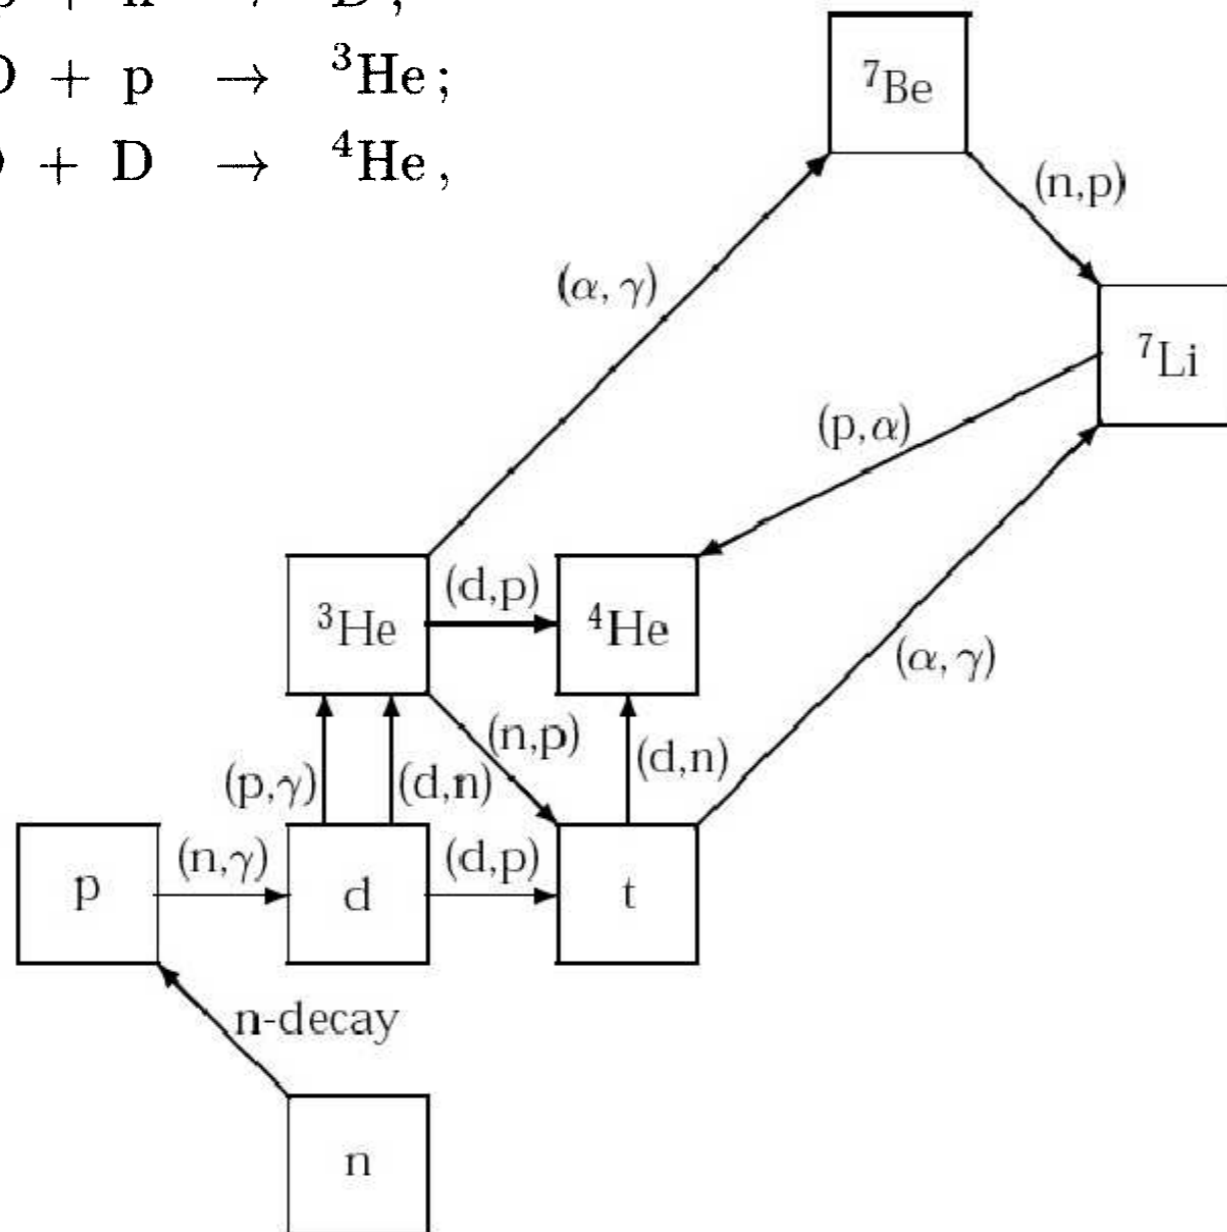 p + n → D ;
D + p → ³He ;
D + D → ⁴He ,
⁷Be
(n,p)
(α, γ)
⁷Li
(p,α)
(d,p)
³He
⁴He
(α, γ)
(n,p)
(d,n)
(p,γ)
(d,n)
(n,γ)
(d,p)
p
d
t
n-decay
n